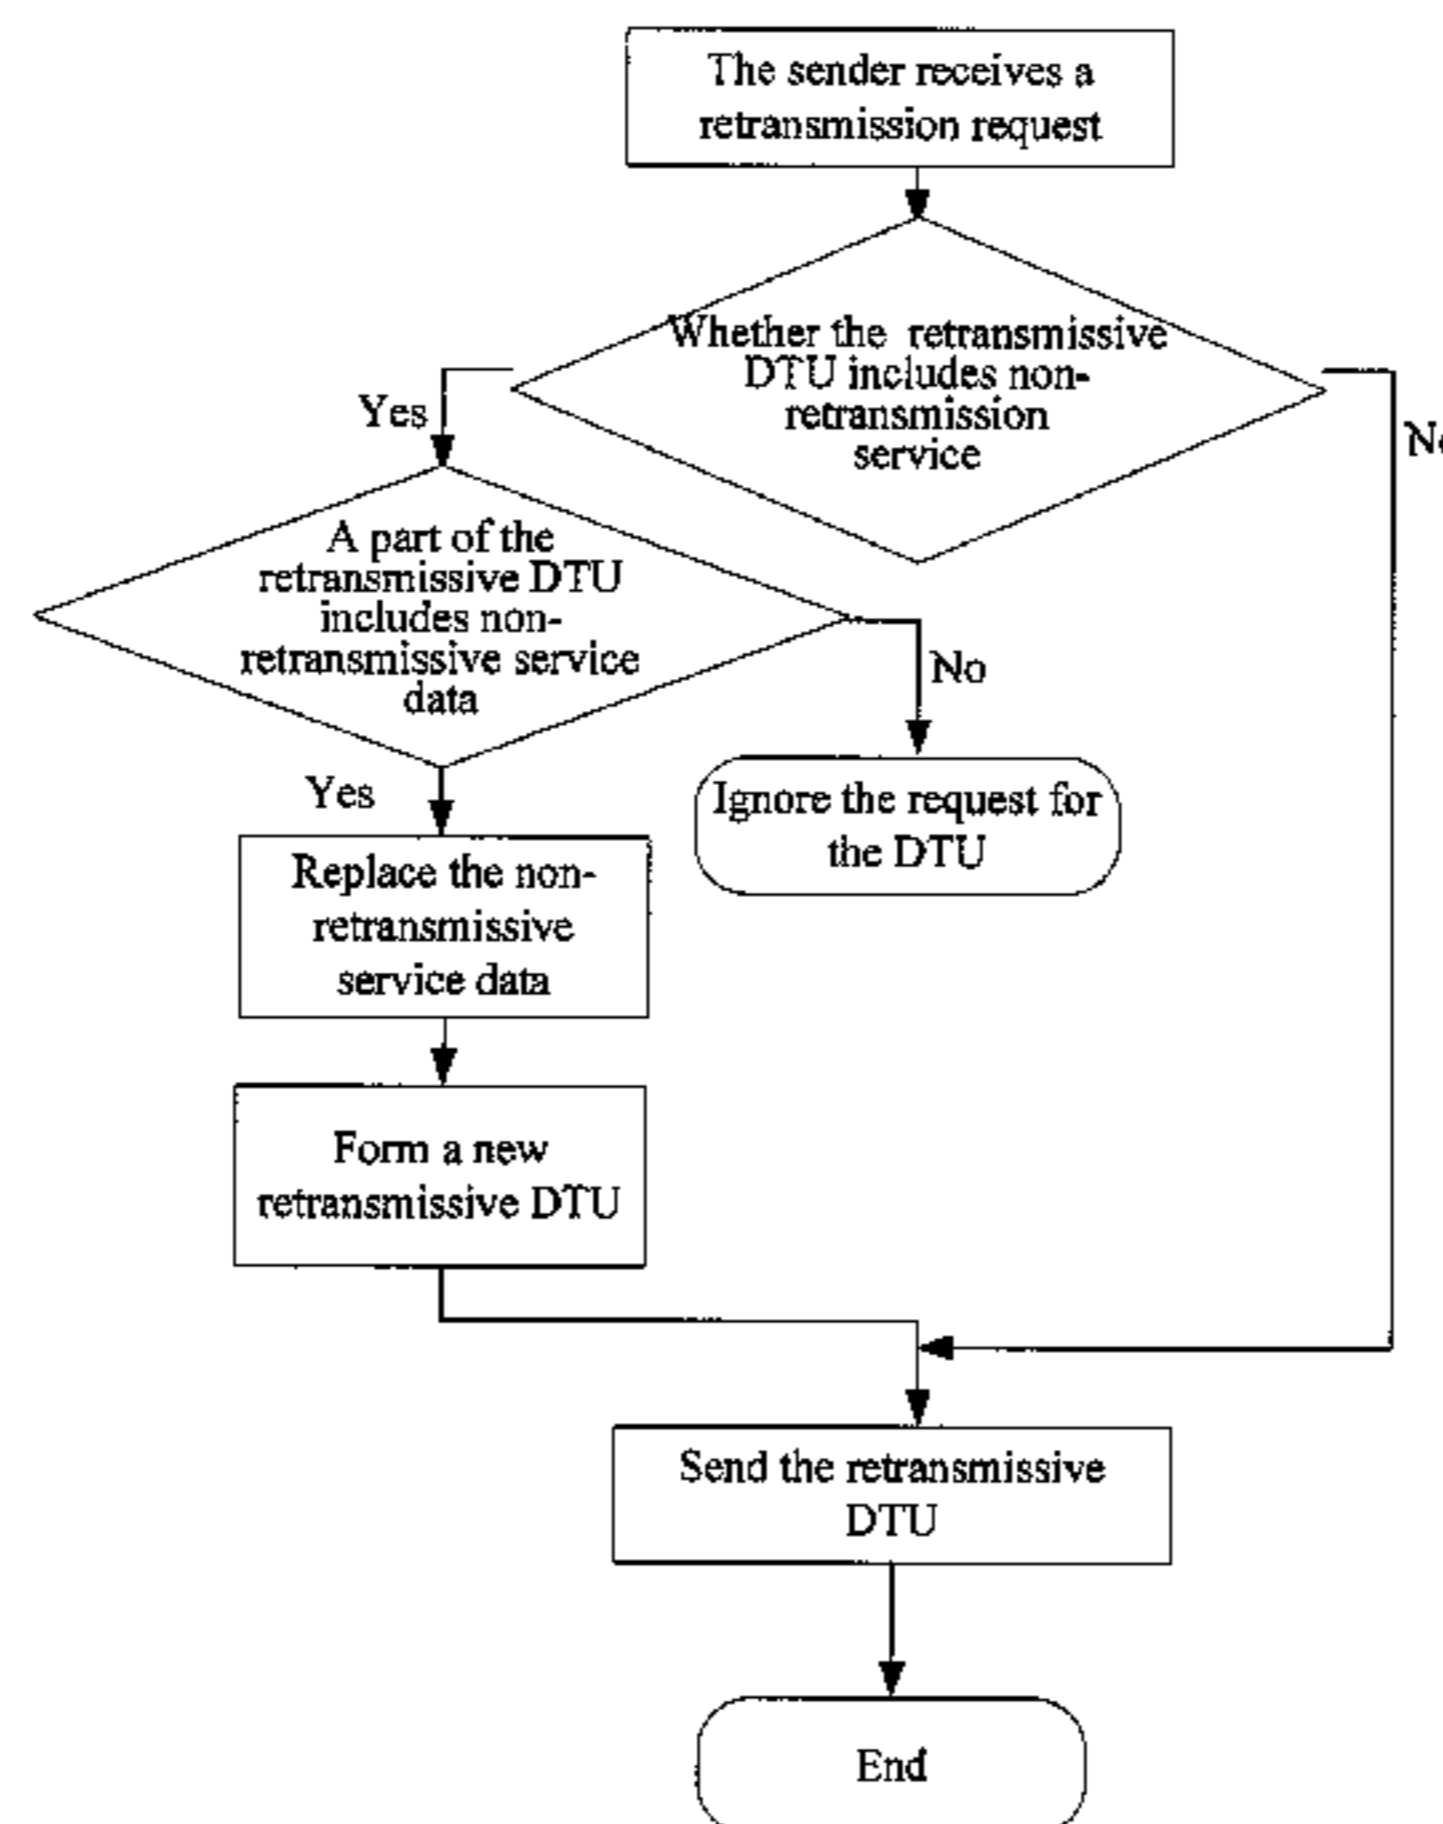 The sender receives a
retransmission request
Whether the retransmissive
DTU includes non-
retransmission
service
Yes
No
A part of the
retransmissive DTU
includes non-
retransmissive service
data
No
Yes
Ignore the request for
the DTU
Replace the non-
retransmissive
service data
Form a new
retransmissive DTU
Send the retransmissive
DTU
End